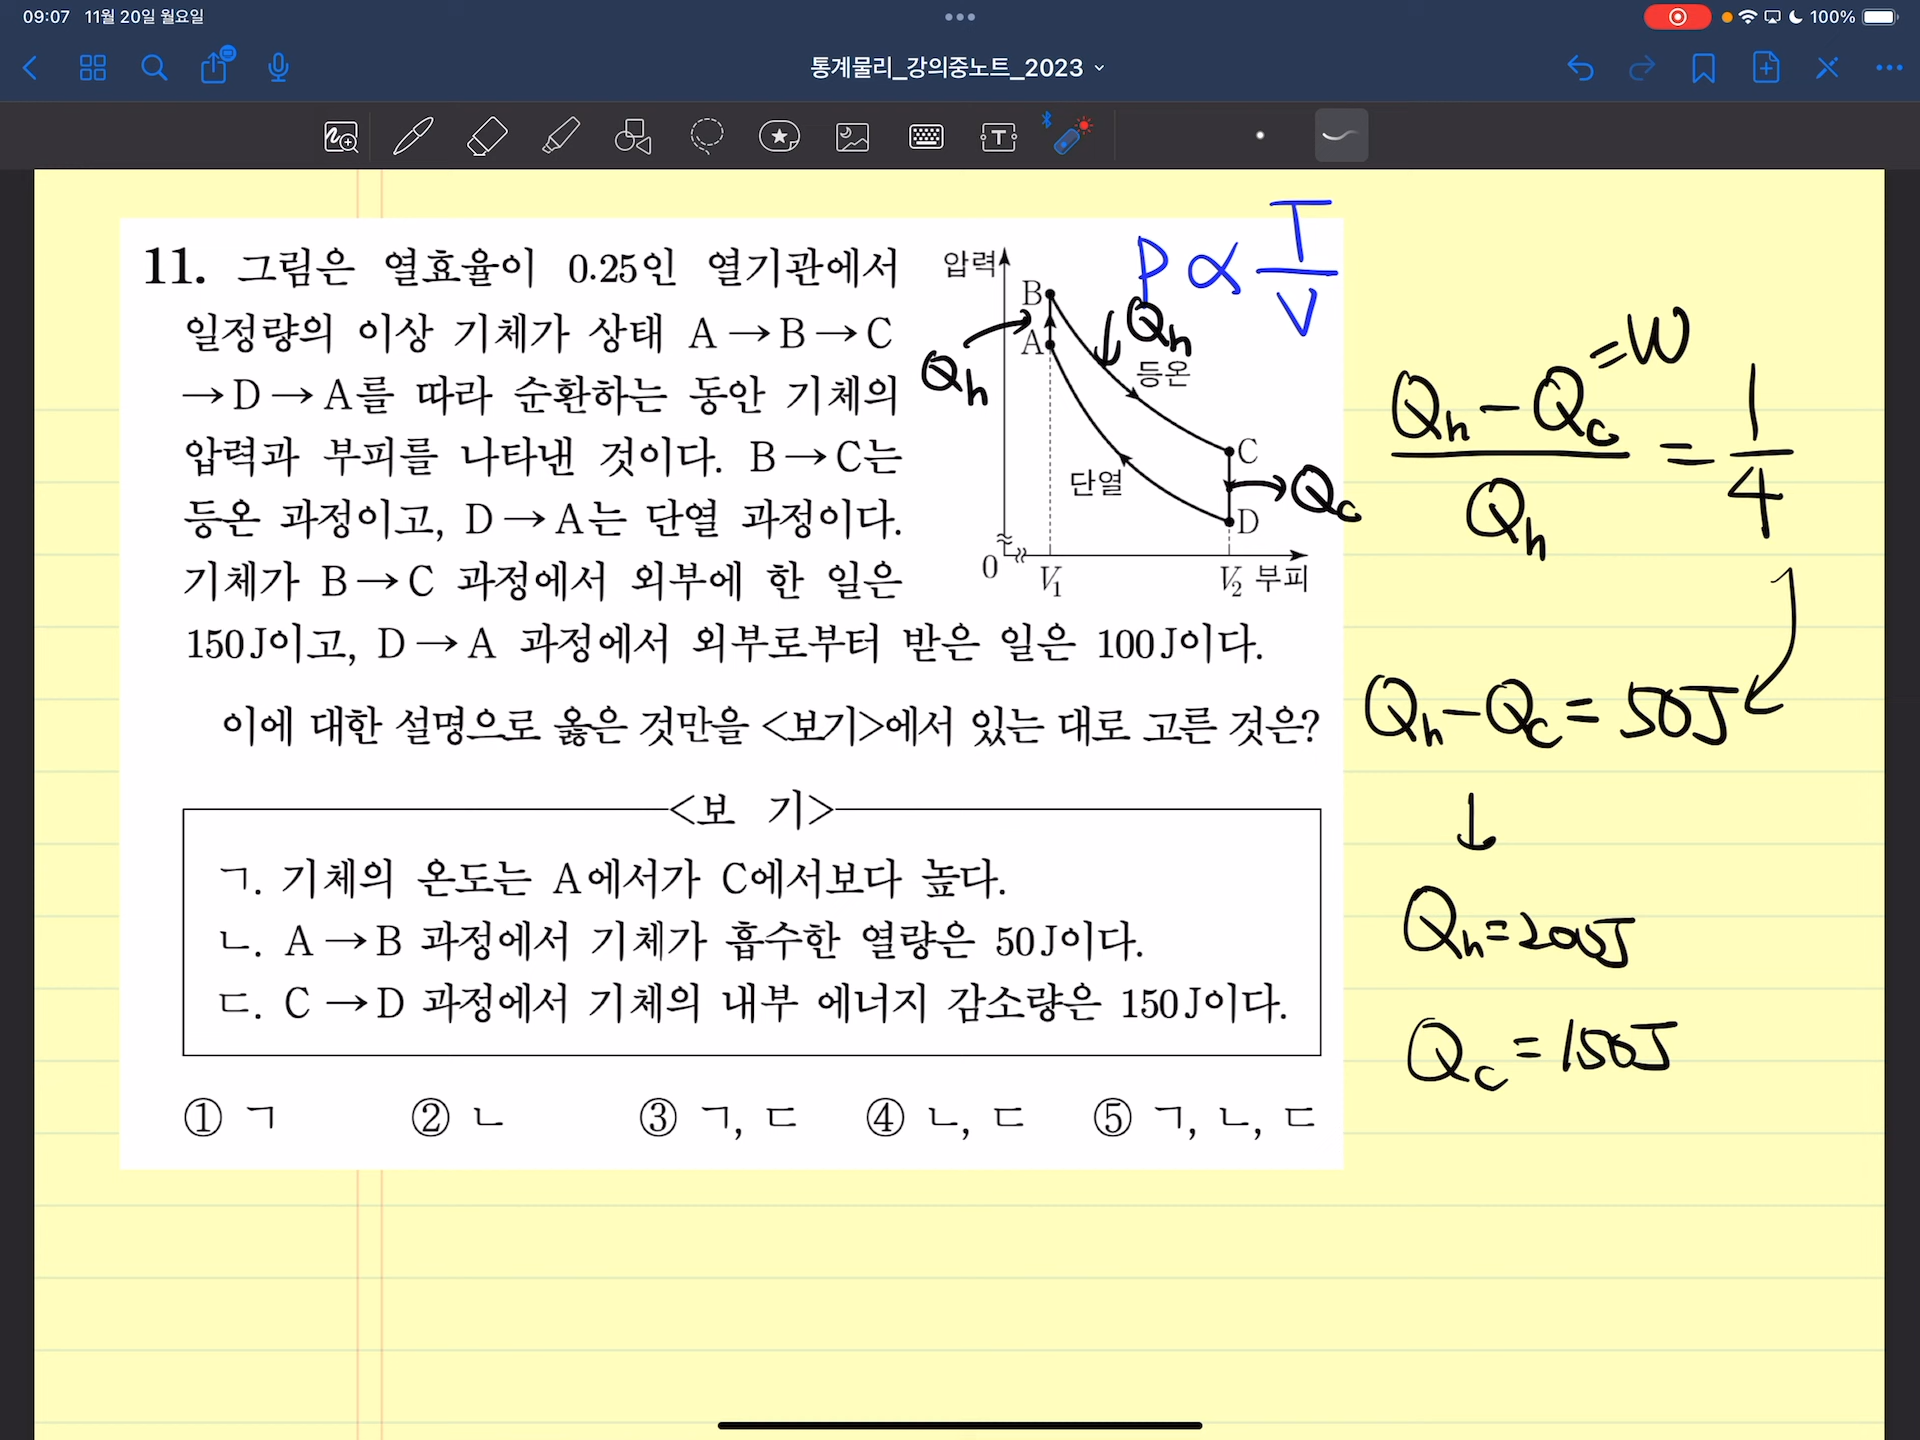 09:07 11월 20일 월요일
100%
통계물리_강의중노트_2023
11. 그림은 열효율이 0.25인 열기관에서
일정량의 이상 기체가 상태 A→B→C
→D→A를 따라 순환하는 동안 기체의
압력과 부피를 나타낸 것이다. B→C는
등온 과정이고, D→A는 단열 과정이다.
기체가 B→C 과정에서 외부에 한 일은
150J이고, D→A 과정에서 외부로부터 받은 일은 100J이다.
압력
B
A
등온
C
단열
D
0
V₁
V₂ 부피
P ∝ T/V
Qh
Qh
Qc
이에 대한 설명으로 옳은 것만을 <보기>에서 있는 대로 고른 것은?
<보 기>
ㄱ. 기체의 온도는 A에서가 C에서보다 높다.
ㄴ. A→B 과정에서 기체가 흡수한 열량은 50J이다.
ㄷ. C→D 과정에서 기체의 내부 에너지 감소량은 150J이다.
① ㄱ ② ㄴ ③ ㄱ, ㄷ ④ ㄴ, ㄷ ⑤ ㄱ, ㄴ, ㄷ
=W
Qh-Qc
Qh
= 1/4
Qh-Qc = 50J
↓
Qh=200J
Qc = 150J